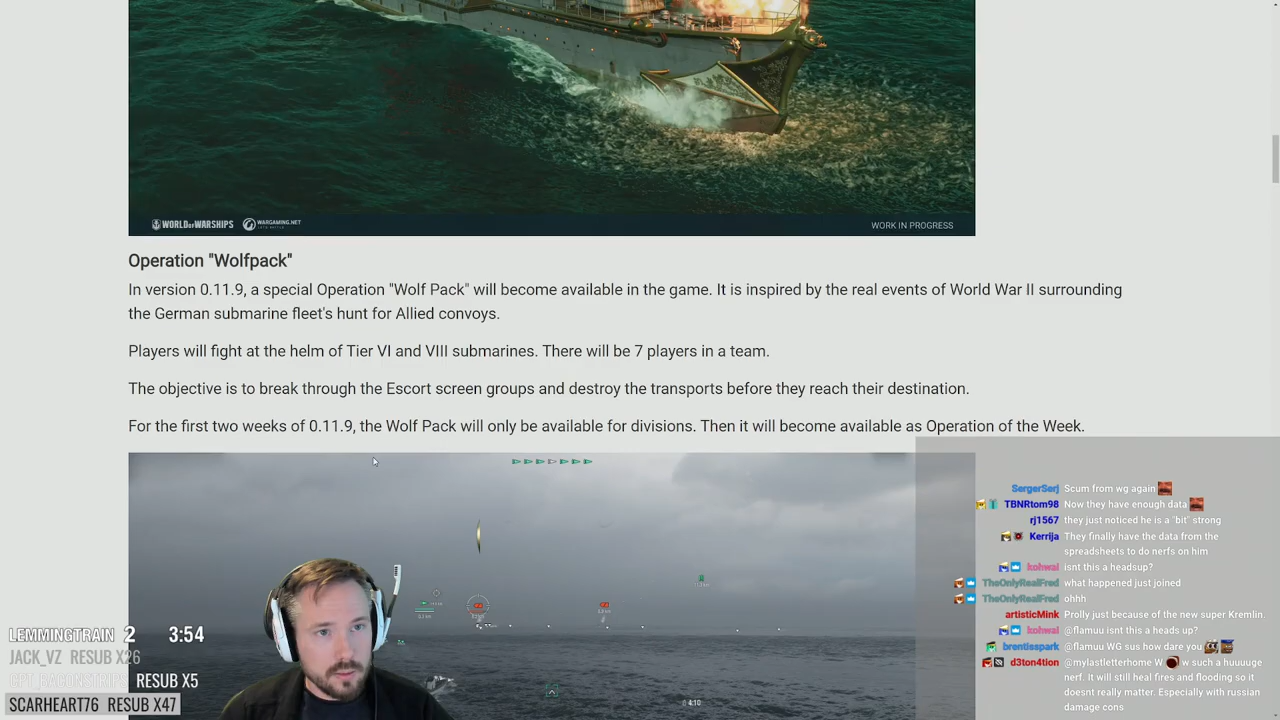 WORLD OF WARSHIPS
WARGAMING.NET
LET'S BATTLE
WORK IN PROGRESS
Operation "Wolfpack"
In version 0.11.9, a special Operation "Wolf Pack" will become available in the game. It is inspired by the real events of World War II surrounding
the German submarine fleet's hunt for Allied convoys.
Players will fight at the helm of Tier VI and VIII submarines. There will be 7 players in a team.
The objective is to break through the Escort screen groups and destroy the transports before they reach their destination.
For the first two weeks of 0.11.9, the Wolf Pack will only be available for divisions. Then it will become available as Operation of the Week.
SergerSerj Scum from wg again
TBNRtom98 Now they have enough data
rj1567 they just noticed he is a "bit" strong
Kerrija They finally have the data from the
spreadsheets to do nerfs on him
kohwai isnt this a headsup?
TheOnlyRealFred what happened just joined
TheOnlyRealFred ohhh
artisticMink Prolly just because of the new super Kremlin.
kohwai @flamuu isnt this a heads up?
brentisspark @flamuu WG sus how dare you
d3ton4tion @mylastletterhome W w such a huuuuge
nerf. It will still heal fires and flooding so it
doesnt really matter. Especially with russian
damage cons
LEMMINGTRAIN 2 3:54
JACK_VZ RESUB X26
RESUB X5
SCARHEART76 RESUB X47
4:10